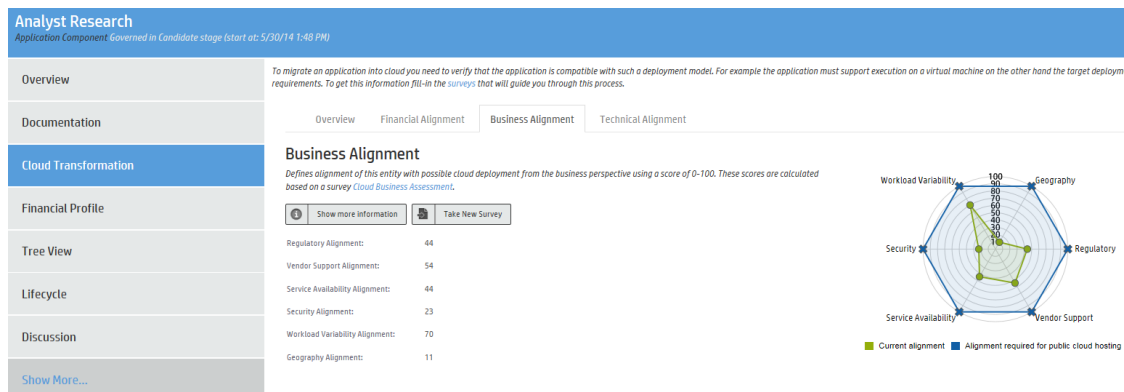 Analyst Research
Application Component Governed in Candidate stage (start at: 5/30/14 1:48 PM)
Overview
Documentation
Cloud Transformation
Financial Profile
Tree View
Lifecycle
Discussion
Show More...
To migrate an application into cloud you need to verify that the application is compatible with such a deployment model. For example the application must support execution on a virtual machine on the other hand the target deploym
requirements. To get this information fill-in the surveys that will guide you through this process.
Overview Financial Alignment Business Alignment Technical Alignment
Business Alignment
Defines alignment of this entity with possible cloud deployment from the business perspective using a score of 0-100. These scores are calculated
based on a survey Cloud Business Assessment.
Show more information Take New Survey
Regulatory Alignment: 44
Vendor Support Alignment: 54
Service Availability Alignment: 44
Security Alignment: 23
Workload Variability Alignment: 70
Geography Alignment: 11
Workload Variability
Geography
100
90
80
70
60
50
40
30
20
10
Security
Regulatory
Service Availability
Vendor Support
Current alignment Alignment required for public cloud hosting